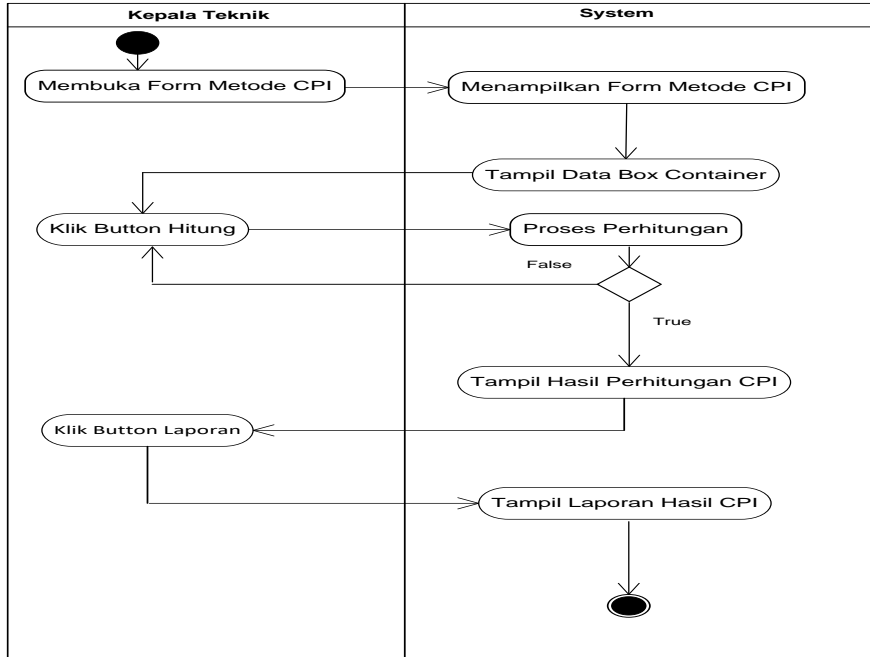 Kepala Teknik
System
Membuka Form Metode CPI
Menampilkan Form Metode CPI
Tampil Data Box Container
Klik Button Hitung
Proses Perhitungan
False
True
Tampil Hasil Perhitungan CPI
Klik Button Laporan
Tampil Laporan Hasil CPI